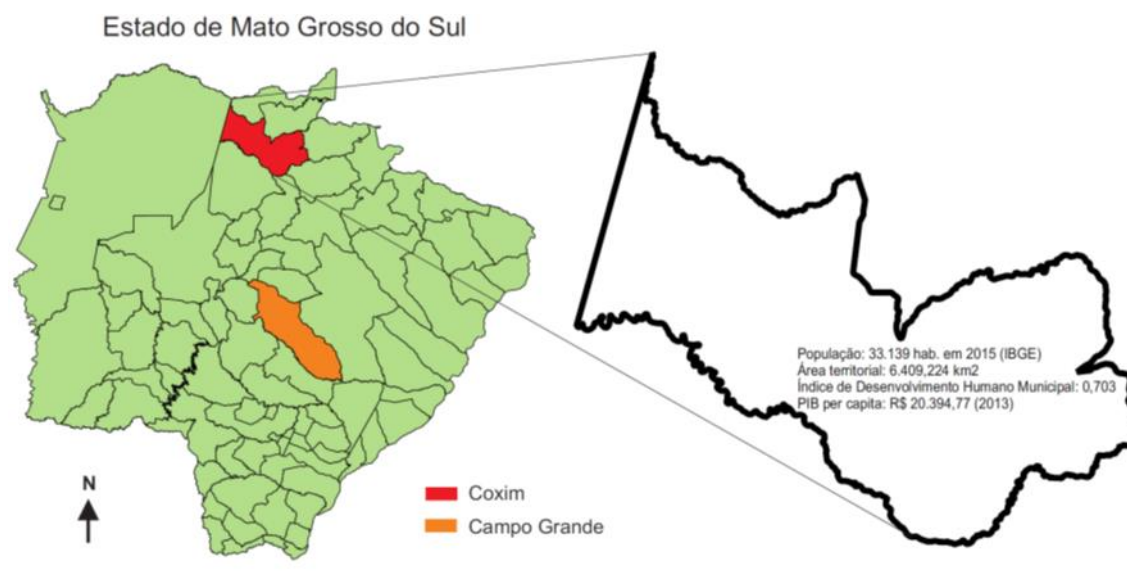 Estado de Mato Grosso do Sul
População: 33.139 hab. em 2015 (IBGE)
Área territorial: 6.409,224 km2
Índice de Desenvolvimento Humano Municipal: 0,703
PIB per capita: R$ 20.394,77 (2013)
N
Coxim
Campo Grande